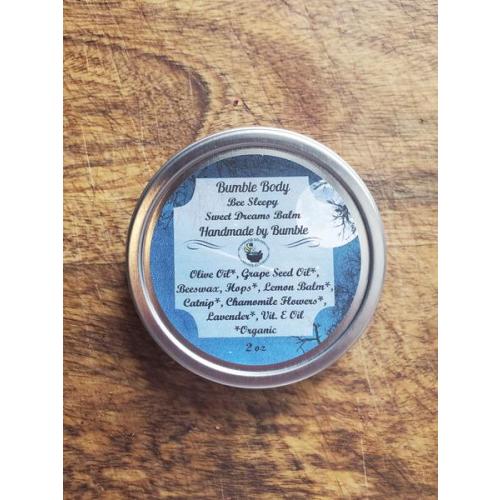 Bumble Body
Bee Sleepy
Sweet Dreams Balm
Handmade by Bumble
Olive Oil*, Grape Seed Oil*,
Beeswax, Hops*, Lemon Balm*,
Catnip*, Chamomile Flowers*,
Lavender*, Vit. E Oil
*Organic
2 oz